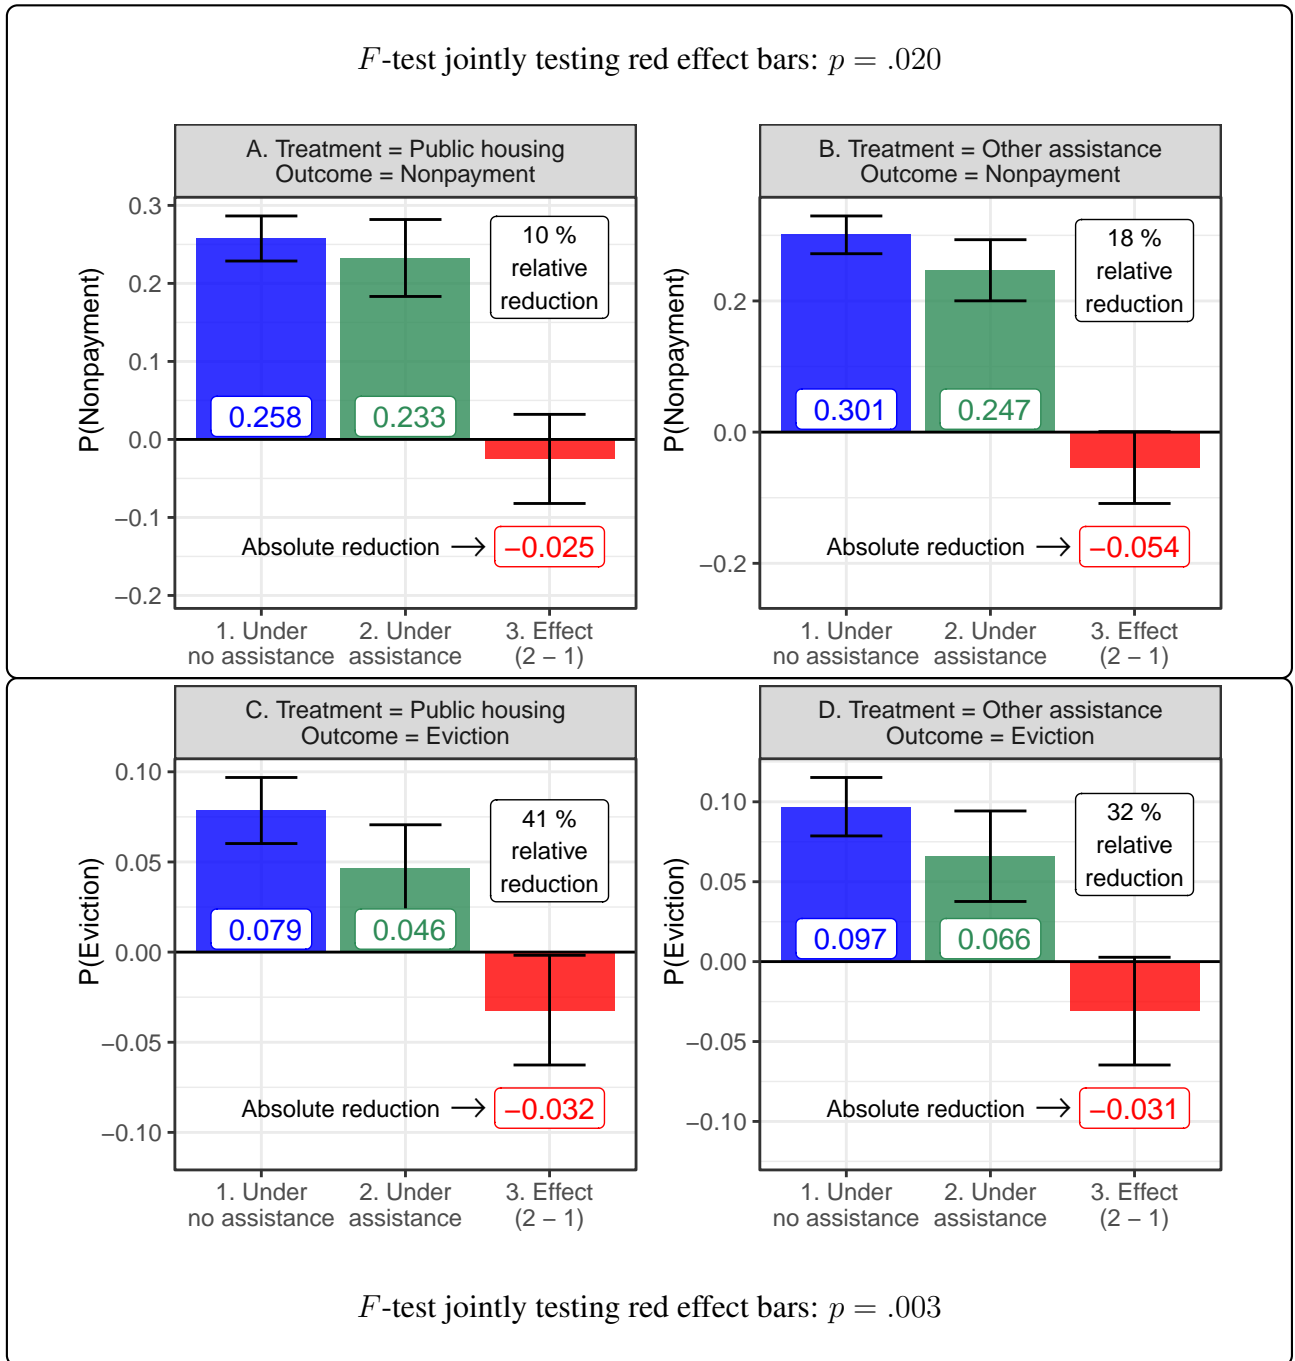 F-test jointly testing red effect bars: p = .020
A. Treatment = Public housing
Outcome = Nonpayment
P(Nonpayment)
0.3
0.2
0.1
0.0
−0.1
−0.2
10 %
relative
reduction
0.258
0.233
Absolute reduction →
−0.025
1. Under
no assistance
2. Under
assistance
3. Effect
(2 − 1)
B. Treatment = Other assistance
Outcome = Nonpayment
P(Nonpayment)
0.2
0.0
−0.2
18 %
relative
reduction
0.301
0.247
Absolute reduction →
−0.054
1. Under
no assistance
2. Under
assistance
3. Effect
(2 − 1)
C. Treatment = Public housing
Outcome = Eviction
P(Eviction)
0.10
0.05
0.00
−0.05
−0.10
41 %
relative
reduction
0.079
0.046
Absolute reduction →
−0.032
1. Under
no assistance
2. Under
assistance
3. Effect
(2 − 1)
D. Treatment = Other assistance
Outcome = Eviction
P(Eviction)
0.10
0.05
0.00
−0.05
−0.10
32 %
relative
reduction
0.097
0.066
Absolute reduction →
−0.031
1. Under
no assistance
2. Under
assistance
3. Effect
(2 − 1)
F-test jointly testing red effect bars: p = .003